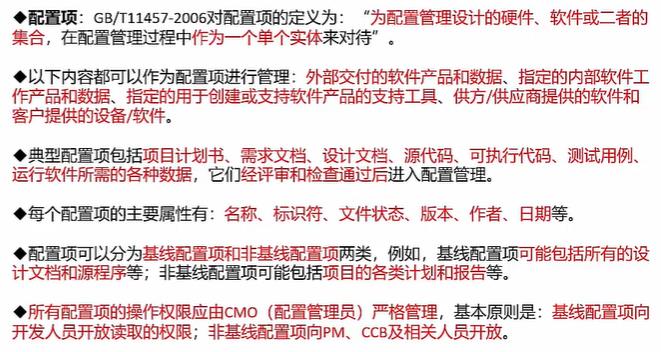 ◆配置项：GB/T11457-2006对配置项的定义为：“为配置管理设计的硬件、软件或二者的
集合，在配置管理过程中作为一个单个实体来对待”。
◆以下内容都可以作为配置项进行管理：外部交付的软件产品和数据、指定的内部软件工
作产品和数据、指定的用于创建或支持软件产品的支持工具、供方/供应商提供的软件和
客户提供的设备/软件。
◆典型配置项包括项目计划书、需求文档、设计文档、源代码、可执行代码、测试用例、
运行软件所需的各种数据，它们经评审和检查通过后进入配置管理。
◆每个配置项的主要属性有：名称、标识符、文件状态、版本、作者、日期等。
◆配置项可以分为基线配置项和非基线配置项两类，例如，基线配置项可能包括所有的设
计文档和源程序等；非基线配置项可能包括项目的各类计划和报告等。
◆所有配置项的操作权限应由CMO（配置管理员）严格管理，基本原则是：基线配置项向
开发人员开放读取的权限；非基线配置项向PM、CCB及相关人员开放。